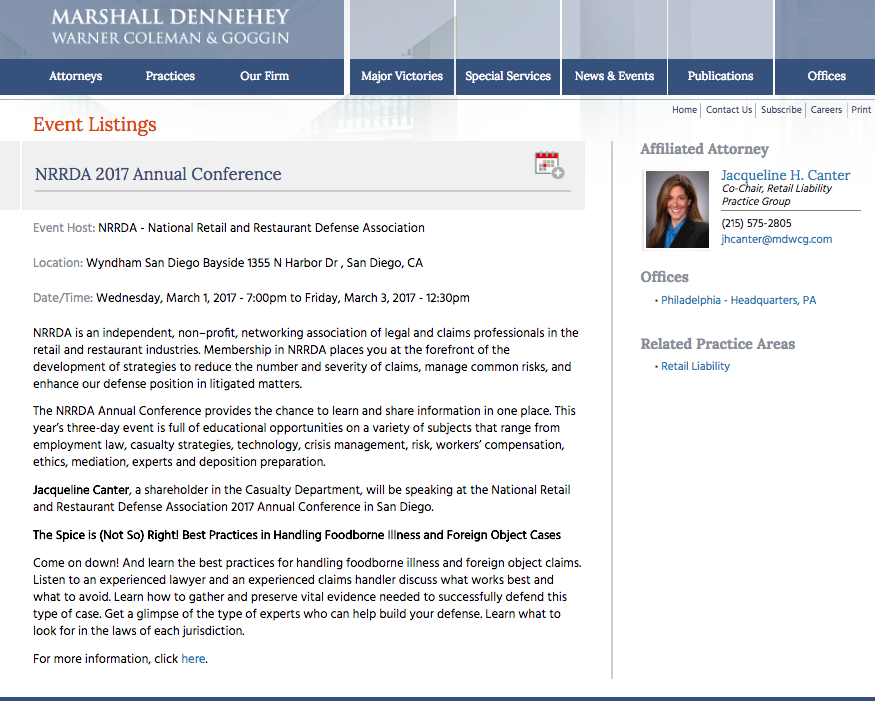 MARSHALL DENNEHEY
WARNER COLEMAN & GOGGIN
Attorneys Practices Our Firm Major Victories Special Services News & Events Publications Offices
Home Contact Us Subscribe Careers Print
Event Listings
NRRDA 2017 Annual Conference
Event Host: NRRDA - National Retail and Restaurant Defense Association
Location: Wyndham San Diego Bayside 1355 N Harbor Dr , San Diego, CA
Date/Time: Wednesday, March 1, 2017 - 7:00pm to Friday, March 3, 2017 - 12:30pm
NRRDA is an independent, non–profit, networking association of legal and claims professionals in the
retail and restaurant industries. Membership in NRRDA places you at the forefront of the
development of strategies to reduce the number and severity of claims, manage common risks, and
enhance our defense position in litigated matters.
The NRRDA Annual Conference provides the chance to learn and share information in one place. This
year's three-day event is full of educational opportunities on a variety of subjects that range from
employment law, casualty strategies, technology, crisis management, risk, workers' compensation,
ethics, mediation, experts and deposition preparation.
Jacqueline Canter, a shareholder in the Casualty Department, will be speaking at the National Retail
and Restaurant Defense Association 2017 Annual Conference in San Diego.
The Spice is (Not So) Right! Best Practices in Handling Foodborne Illness and Foreign Object Cases
Come on down! And learn the best practices for handling foodborne illness and foreign object claims.
Listen to an experienced lawyer and an experienced claims handler discuss what works best and
what to avoid. Learn how to gather and preserve vital evidence needed to successfully defend this
type of case. Get a glimpse of the type of experts who can help build your defense. Learn what to
look for in the laws of each jurisdiction.
For more information, click here.
Affiliated Attorney
Jacqueline H. Canter
Co-Chair, Retail Liability
Practice Group
(215) 575-2805
jhcanter@mdwcg.com
Offices
• Philadelphia - Headquarters, PA
Related Practice Areas
• Retail Liability